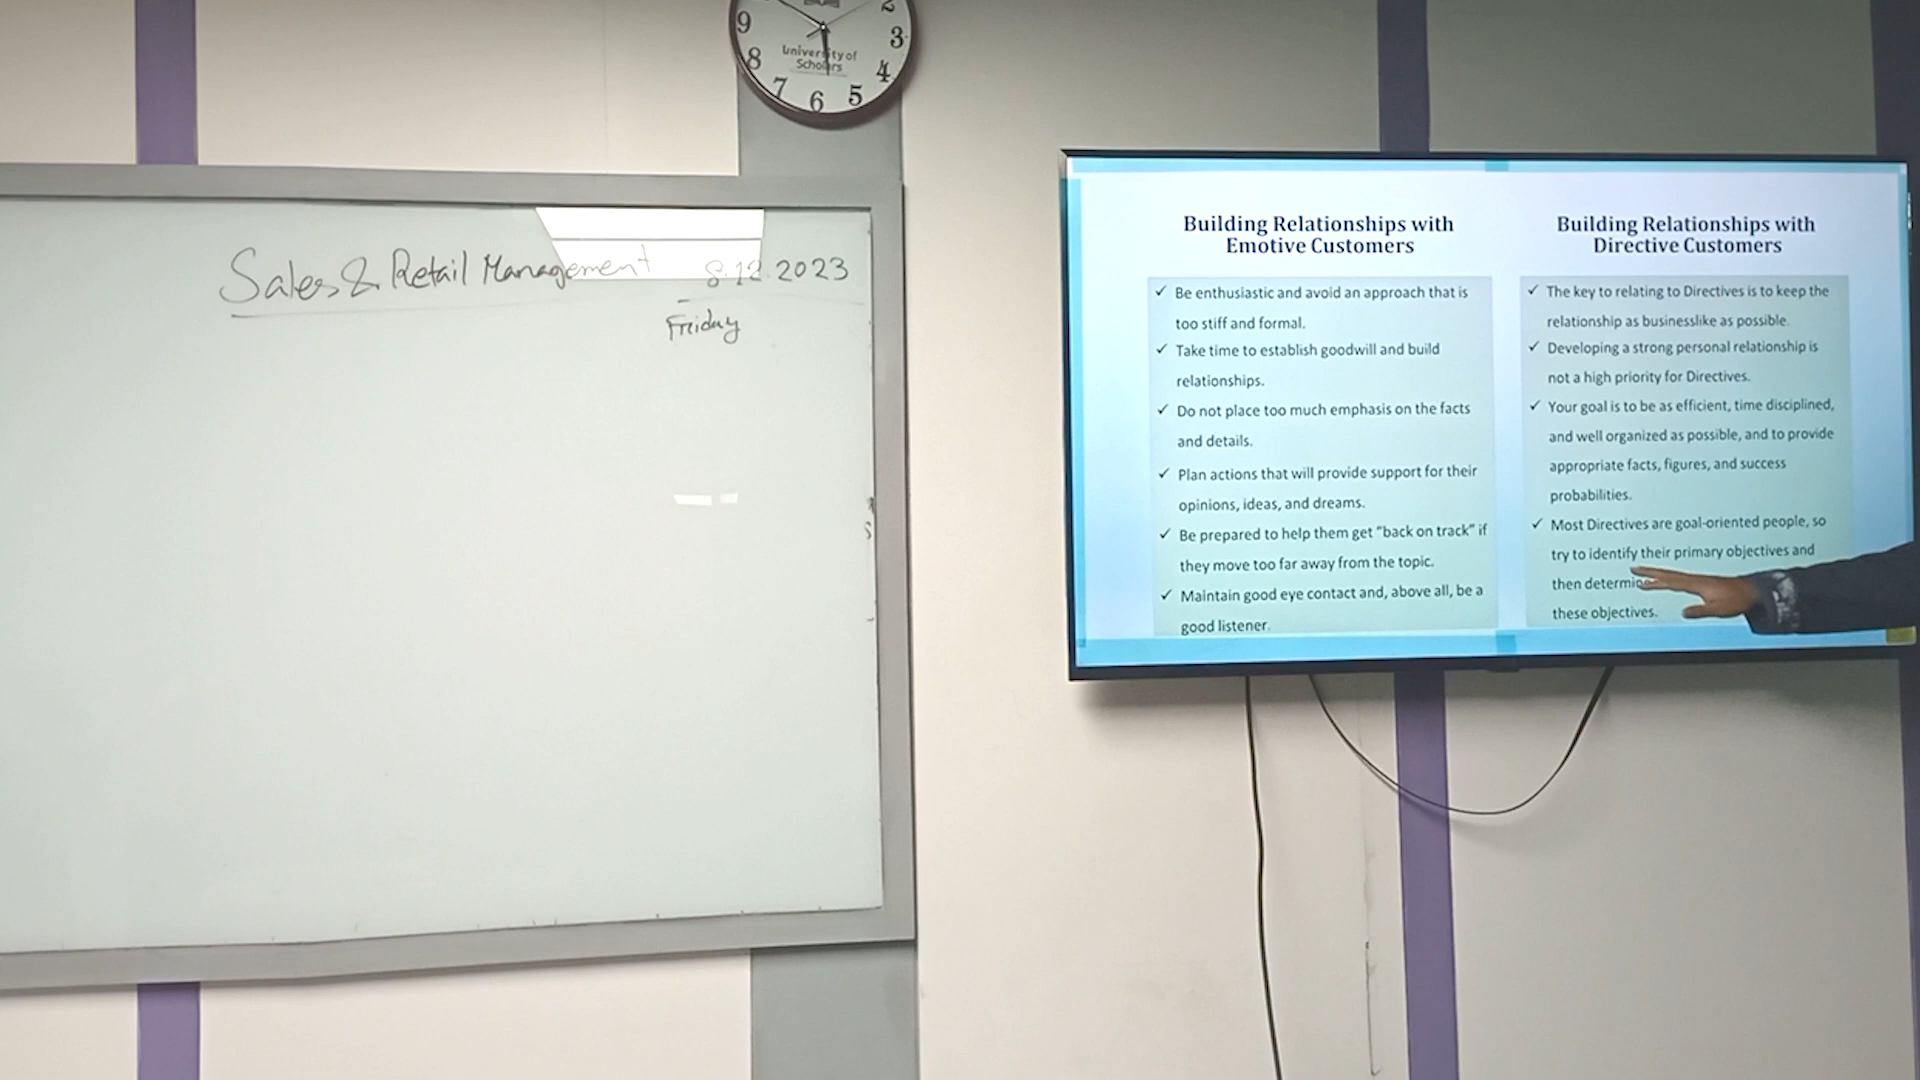 9
8
7
6
5
4
3
2
University of
Scholars
Sales & Retail Management 8.12.2023
Friday
Building Relationships with
Emotive Customers
✓ Be enthusiastic and avoid an approach that is
too stiff and formal.
✓ Take time to establish goodwill and build
relationships.
✓ Do not place too much emphasis on the facts
and details.
✓ Plan actions that will provide support for their
opinions, ideas, and dreams.
✓ Be prepared to help them get "back on track" if
they move too far away from the topic.
✓ Maintain good eye contact and, above all, be a
good listener.
Building Relationships with
Directive Customers
✓ The key to relating to Directives is to keep the
relationship as businesslike as possible.
✓ Developing a strong personal relationship is
not a high priority for Directives.
✓ Your goal is to be as efficient, time disciplined,
and well organized as possible, and to provide
appropriate facts, figures, and success
probabilities.
✓ Most Directives are goal-oriented people, so
try to identify their primary objectives and
then
these objectives.